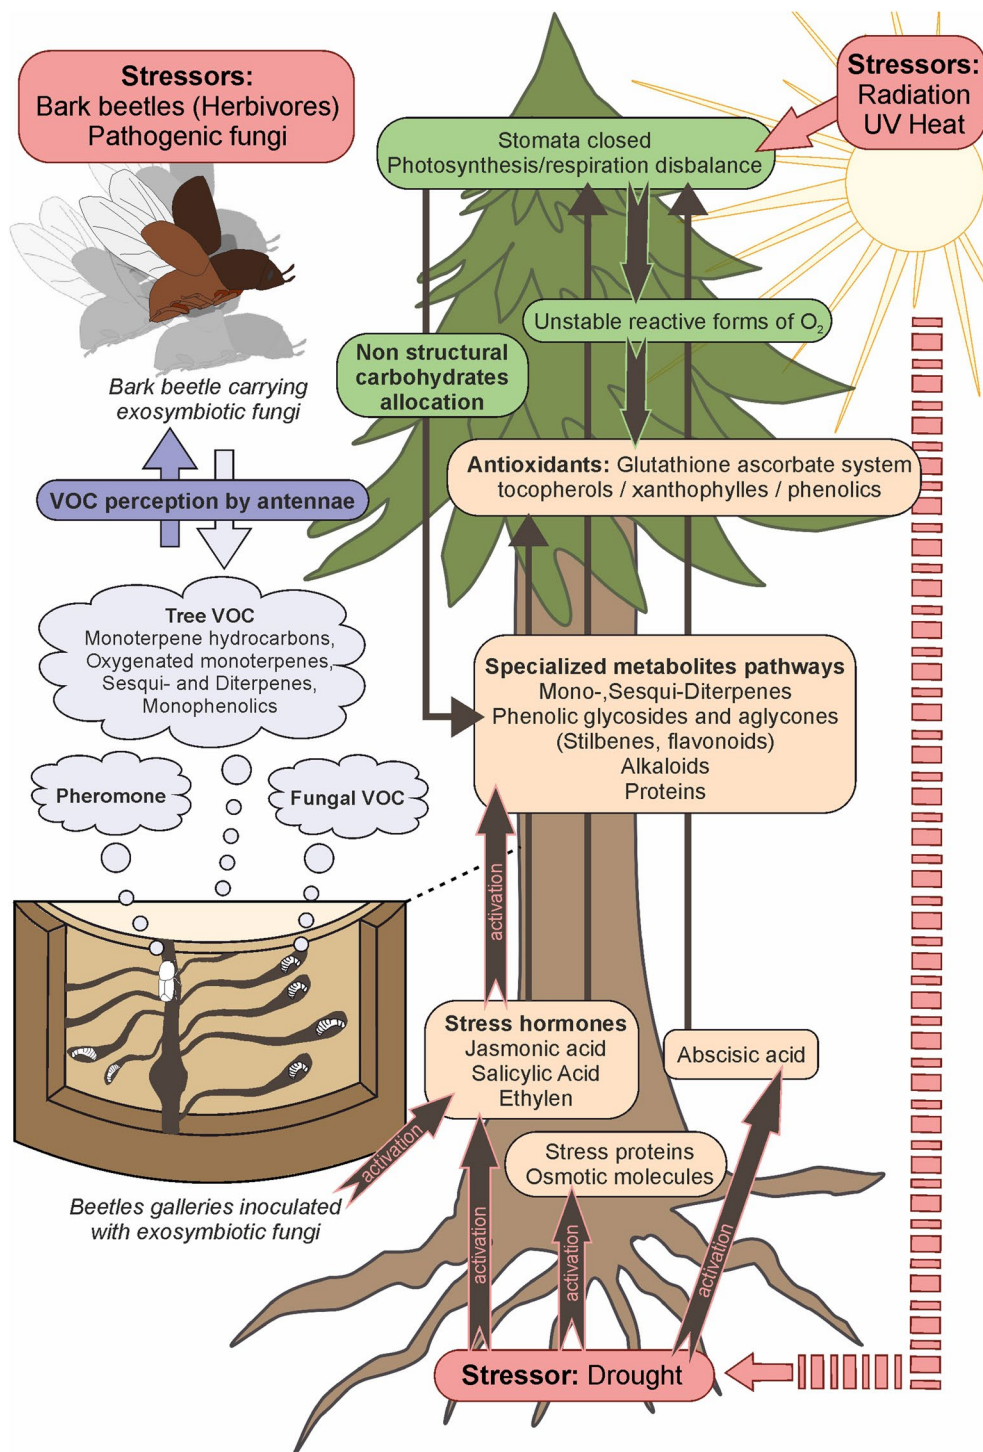 Stressors:
Bark beetles (Herbivores)
Pathogenic fungi
Stressors:
Radiation
UV Heat
Stomata closed
Photosynthesis/respiration disbalance
Unstable reactive forms of O₂
Non structural
carbohydrates
allocation
Bark beetle carrying
exosymbiotic fungi
Antioxidants: Glutathione ascorbate system
tocopherols / xanthophylles / phenolics
VOC perception by antennae
Tree VOC
Monoterpene hydrocarbons,
Oxygenated monoterpenes,
Sesqui- and Diterpenes,
Monophenolics
Specialized metabolites pathways
Mono-,Sesqui-Diterpenes
Phenolic glycosides and aglycones
(Stilbenes, flavonoids)
Alkaloids
Proteins
Pheromone
Fungal VOC
activation
Stress hormones
Jasmonic acid
Salicylic Acid
Ethylen
Abscisic acid
activation
Stress proteins
Osmotic molecules
Beetles galleries inoculated
with exosymbiotic fungi
activation
activation
activation
Stressor: Drought